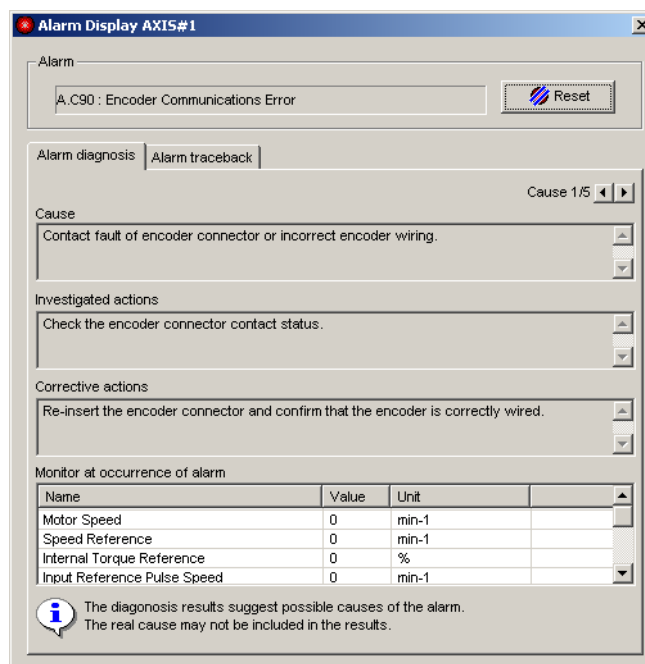 Alarm Display AXIS#1
Alarm
A.C90 : Encoder Communications Error
Reset
Alarm diagnosis
Alarm traceback
Cause 1/5
Cause
Contact fault of encoder connector or incorrect encoder wiring.
Investigated actions
Check the encoder connector contact status.
Corrective actions
Re-insert the encoder connector and confirm that the encoder is correctly wired.
Monitor at occurrence of alarm
Name Value Unit
Motor Speed 0 min-1
Speed Reference 0 min-1
Internal Torque Reference 0 %
Input Reference Pulse Speed 0 min-1
The diagonosis results suggest possible causes of the alarm.
The real cause may not be included in the results.